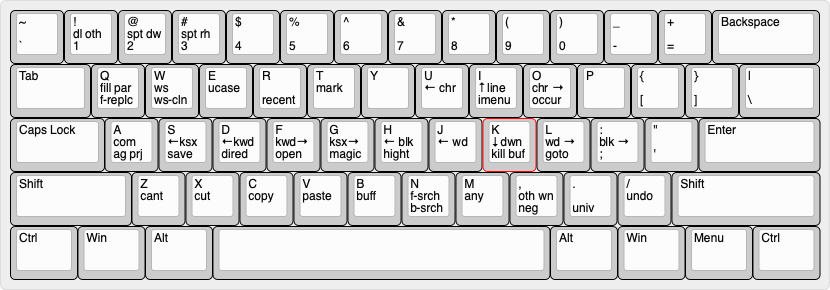 ~ ! @ # $ % ^ & * ( ) _ + Backspace
dl oth spt dw spt rh
` 1 2 3 4 5 6 7 8 9 0 - =
Tab Q W E R T Y U I O P { } |
fill par ws ucase mark ← chr ↑line chr →
f-replc ws-cln recent imenu occur [ ] \
Caps Lock A S D F G H J K L : " Enter
com ←ksx ←kwd kwd→ ksx→ ← blk ← wd ↓dwn wd → blk →
ag prj save dired open magic hight kill buf goto ; '
Shift Z X C V B N M , . / Shift
cant cut copy paste buff f-srch any oth wn undo
b-srch neg univ
Ctrl Win Alt Alt Win Menu Ctrl